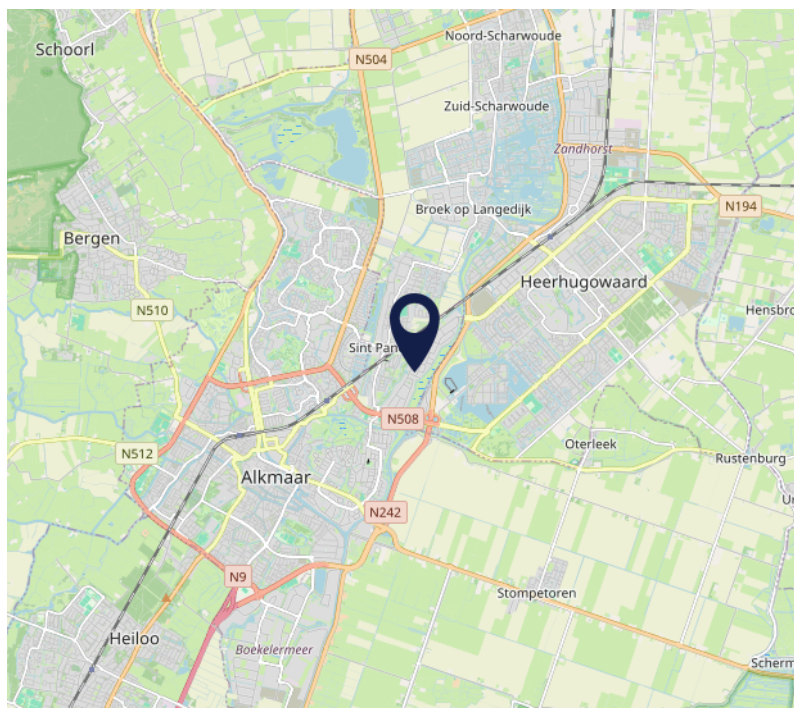 Noord-Scharwoude
Schoorl
N504
Zuid-Scharwoude
Zandhorst
N194
Broek op Langedijk
Bergen
Heerhugowaard
N510
Hensbro
Sint Pan
N508
Oterleek
N512
Rustenburg
Alkmaar
N242
N9
Stompetoren
Heiloo
Boekelermeer
Scherm